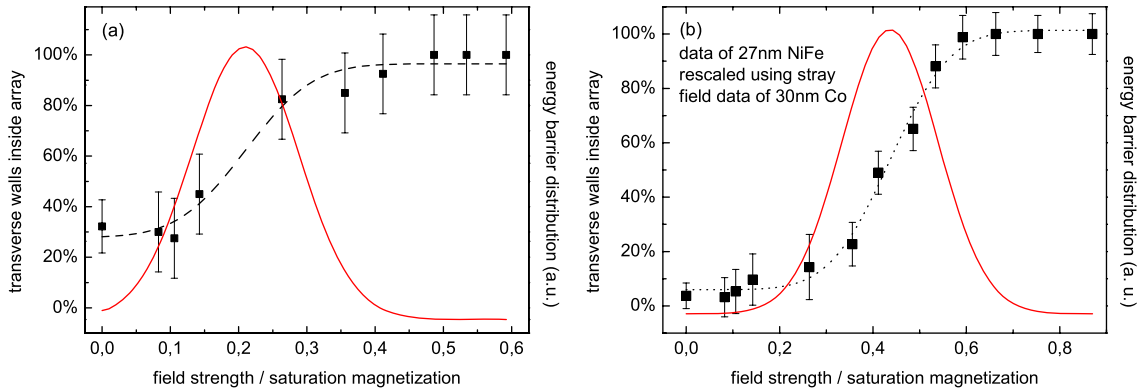 (a)
100%
80%
60%
40%
20%
0%
transverse walls inside array
energy barrier distribution (a.u.)
0,0 0,1 0,2 0,3 0,4 0,5 0,6
field strength / saturation magnetization
(b)
data of 27nm NiFe
rescaled using stray
field data of 30nm Co
100%
80%
60%
40%
20%
0%
transverse walls inside array
energy barrier distribution (a.u.)
0,0 0,2 0,4 0,6 0,8
field strength / saturation magnetization